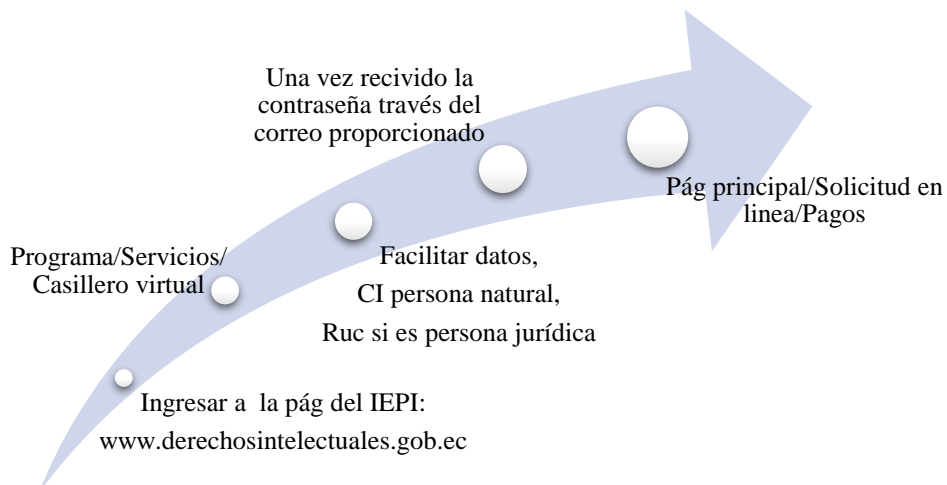 Una vez recivido la
contraseña través del
correo proporcionado
Pág principal/Solicitud en
linea/Pagos
Programa/Servicios/
Casillero virtual
Facilitar datos,
CI persona natural,
Ruc si es persona jurídica
Ingresar a  la pág del IEPI:
www.derechosintelectuales.gob.ec